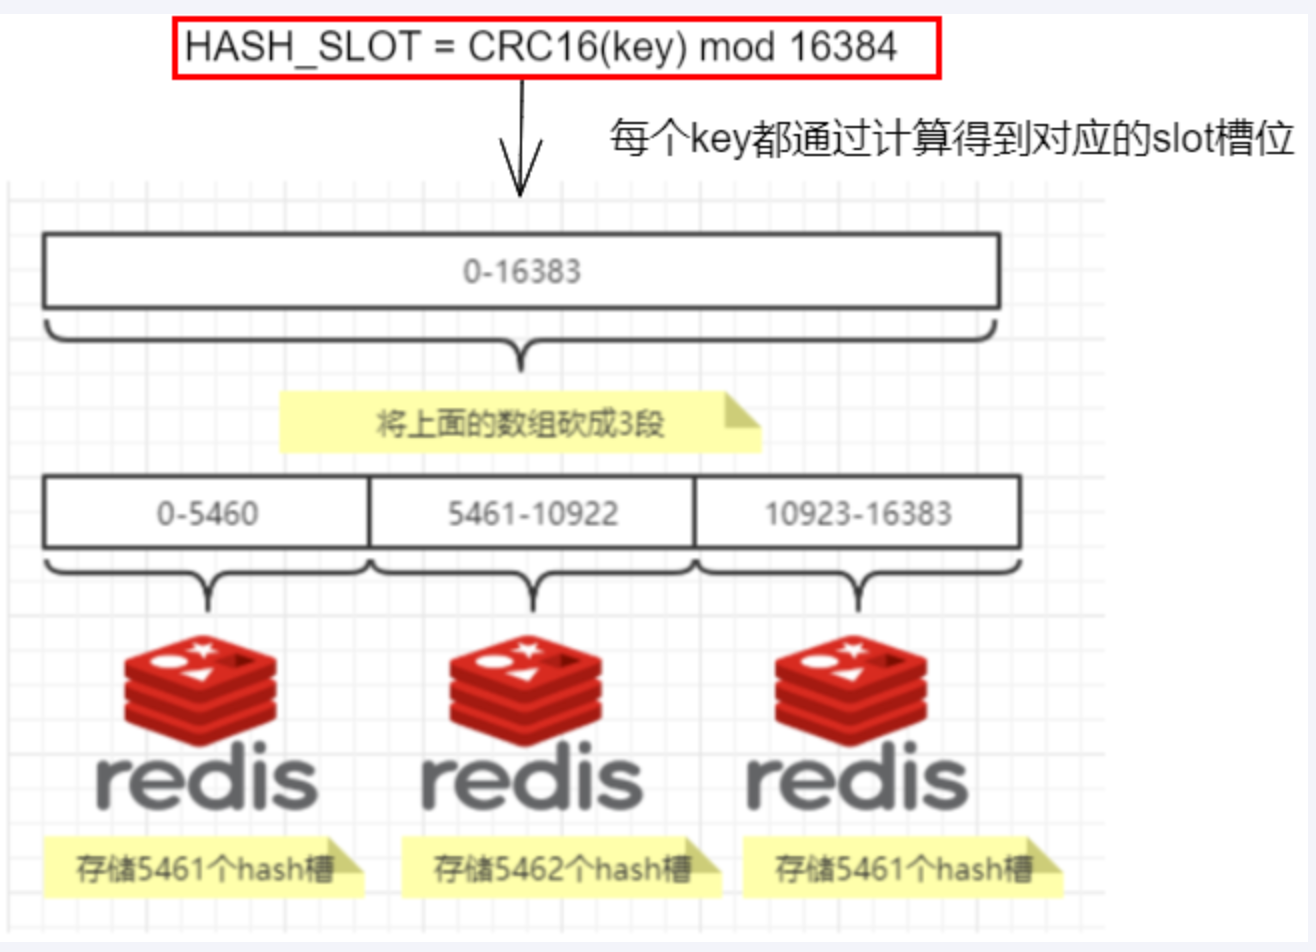 HASH_SLOT = CRC16(key) mod 16384
每个key都通过计算得到对应的slot槽位
0-16383
将上面的数组砍成3段
0-5460
5461-10922
10923-16383
redis
redis
redis
存储5461个hash槽
存储5462个hash槽
存储5461个hash槽